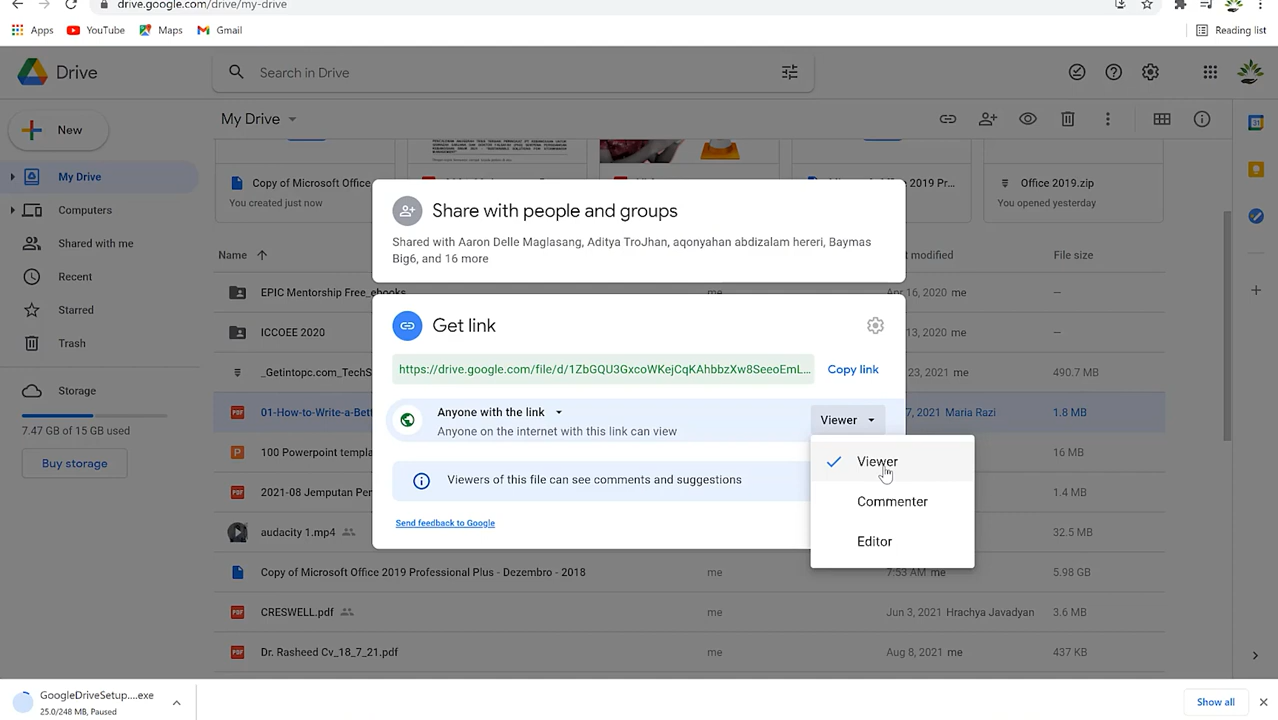 drive.google.com/drive/my-drive
Apps
YouTube
Maps
Gmail
Reading list
Drive
Search in Drive
New
My Drive
Computers
Shared with me
Recent
Starred
Trash
Storage
7.47 GB of 15 GB used
Buy storage
My Drive
Copy of Microsoft Office
You created just now
2019 Pr...
Office 2019.zip
You opened yesterday
Name
modified
File size
EPIC Mentorship Free_ebooks
me
Apr 16, 2020 me
—
ICCOEE 2020
13, 2020 me
—
_Getintopc.com_TechS
23, 2021 me
490.7 MB
01-How-to-Write-a-Bett
7, 2021 Maria Razi
1.8 MB
100 Powerpoint templa
16 MB
2021-08 Jemputan Pen
1.4 MB
audacity 1.mp4
32.5 MB
Copy of Microsoft Office 2019 Professional Plus - Dezembro - 2018
me
7:53 AM me
5.98 GB
CRESWELL.pdf
me
Jun 3, 2021 Hrachya Javadyan
3.6 MB
Dr. Rasheed Cv_18_7_21.pdf
me
Aug 8, 2021 me
437 KB
Share with people and groups
Shared with Aaron Delle Maglasang, Aditya TroJhan, aqonyahan abdizalam hereri, Baymas
Big6, and 16 more
Get link
https://drive.google.com/file/d/1ZbGQU3GxcoWKejCqKAhbbzXw8SeeoEmL...
Copy link
Anyone with the link
Anyone on the internet with this link can view
Viewer
Viewers of this file can see comments and suggestions
Send feedback to Google
Viewer
Commenter
Editor
GoogleDriveSetup....exe
25.0/248 MB, Paused
Show all